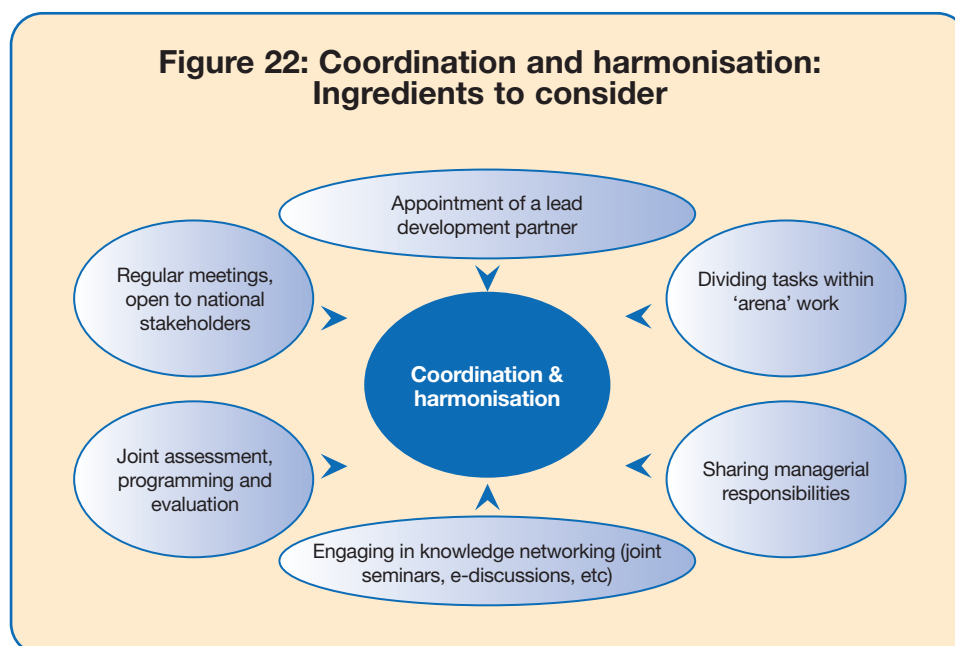 Figure 22: Coordination and harmonisation:
Ingredients to consider
Appointment of a lead
development partner
Regular meetings,
open to national
stakeholders
Dividing tasks within
‘arena’ work
Coordination &
harmonisation
Joint assessment,
programming and
evaluation
Sharing managerial
responsibilities
Engaging in knowledge networking (joint
seminars, e-discussions, etc)